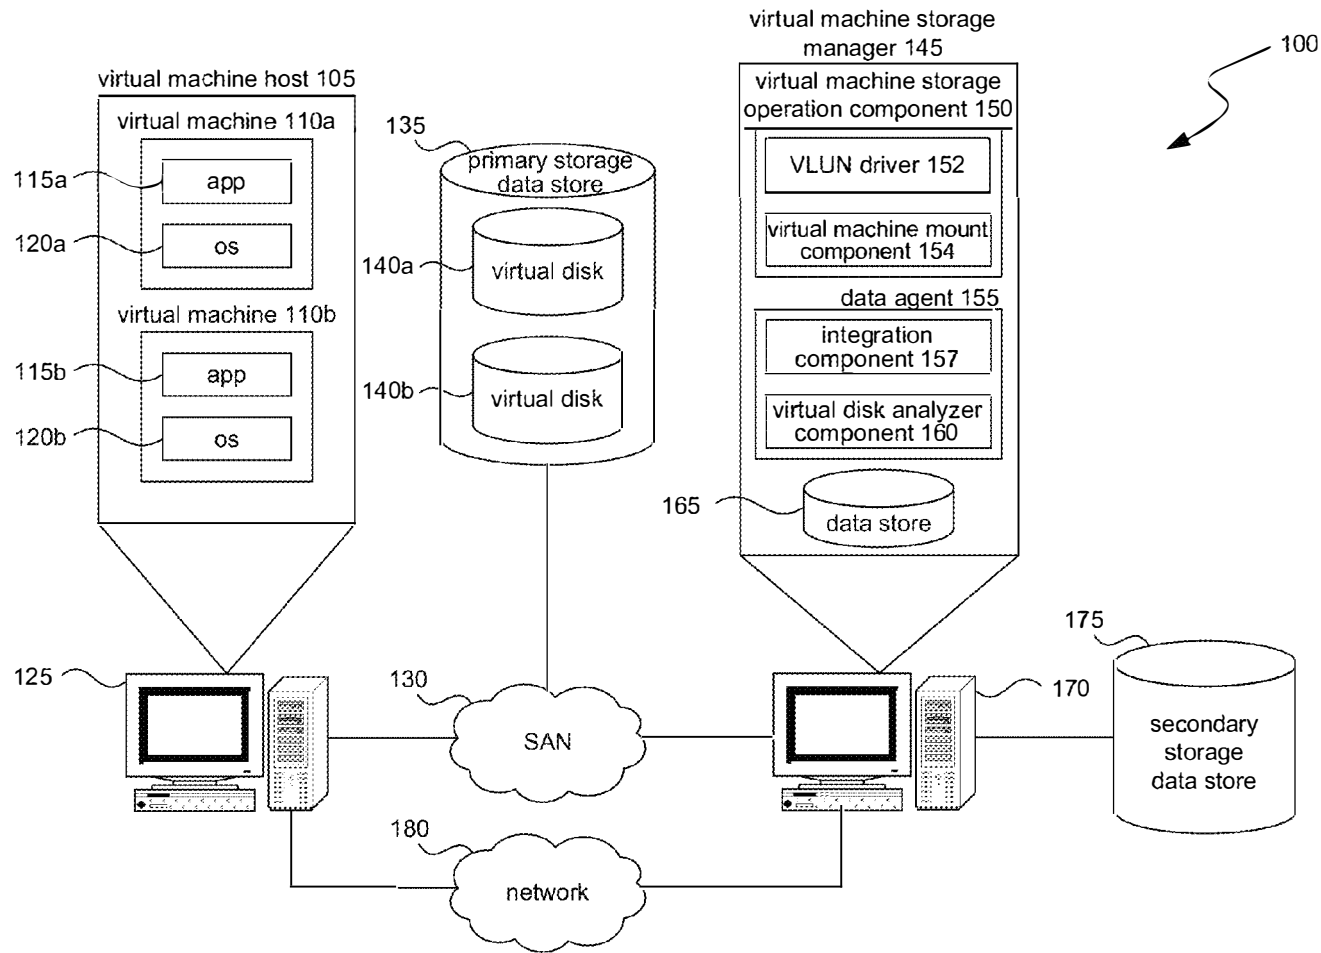 virtual machine storage
manager 145
100
virtual machine host 105
virtual machine 110a
115a
app
120a
os
virtual machine 110b
115b
app
120b
os
135
primary storage
data store
140a
virtual disk
140b
virtual disk
virtual machine storage
operation component 150
VLUN driver 152
virtual machine mount
component 154
data agent 155
integration
component 157
virtual disk analyzer
component 160
165
data store
125
130
SAN
170
175
secondary
storage
data store
180
network